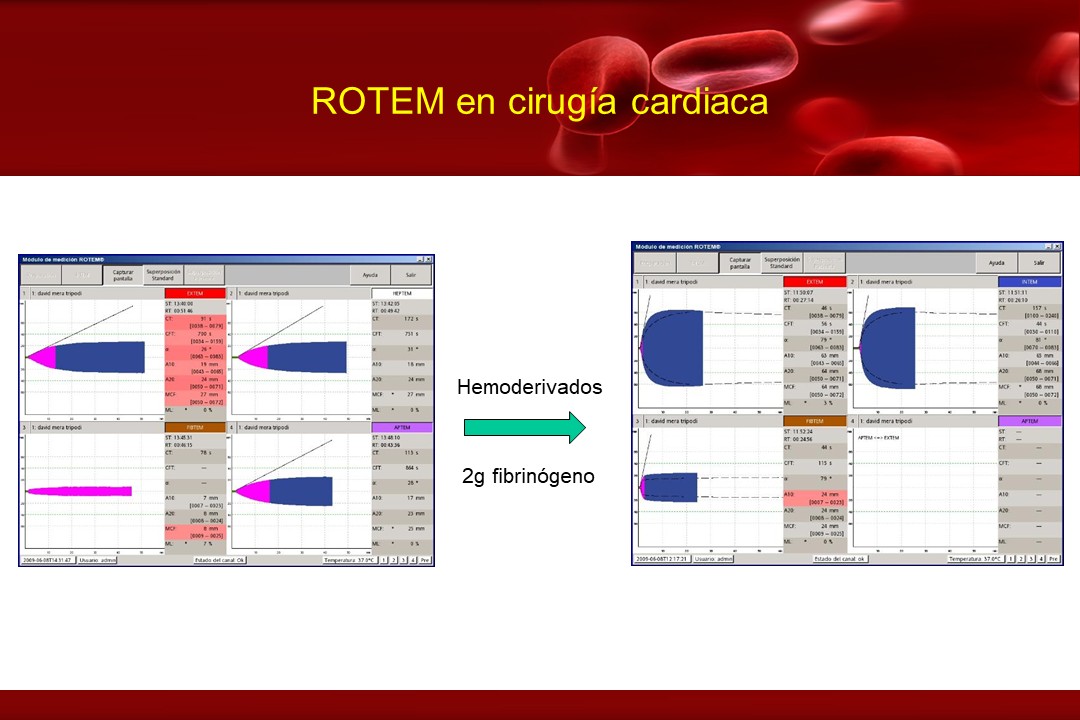 ROTEM en cirugía cardiaca
Módulo de medición ROTEM®
Capturar pantalla
Superposición Standard
Ayuda
Salir
1 1: david mera tripodi
EXTEM
ST: 13:40:08
RT: 00:51:46
CT: 91 s
[0038 - 0079]
CFT: 700 s
[0034 - 0159]
α: 26 °
[0063 - 0083]
A10: 19 mm
[0043 - 0065]
A20: 24 mm
[0050 - 0071]
MCF: 27 mm
[0050 - 0072]
ML: * 0 %
2 1: david mera tripodi
HEPTEM
ST: 13:42:05
RT: 00:49:42
CT: 172 s
CFT: 751 s
α: 31 °
A10: 18 mm
A20: 24 mm
MCF: * 27 mm
ML: * 0 %
3 1: david mera tripodi
FIBTEM
ST: 13:45:31
RT: 00:46:15
CT: 78 s
CFT: ---
α: ---
A10: 7 mm
[0007 - 0023]
A20: 8 mm
[0008 - 0024]
MCF: 8 mm
[0009 - 0025]
ML: * 7 %
4 1: david mera tripodi
APTEM
ST: 13:48:10
RT: 00:43:36
CT: 115 s
CFT: 864 s
α: 28 °
A10: 17 mm
A20: 23 mm
MCF: * 25 mm
ML: * 0 %
2009-06-08T14:31:47
Usuario: admin
Estado del canal: Ok
Temperatura: 37.0°C
1 2 3 4 Pre
Hemoderivados
2g fibrinógeno
Módulo de medición ROTEM®
Capturar pantalla
Superposición Standard
Ayuda
Salir
1 1: david mera tripodi
EXTEM
ST: 11:50:07
RT: 00:27:14
CT: 46 s
[0038 - 0079]
CFT: 56 s
[0034 - 0159]
α: 79 °
[0063 - 0083]
A10: 63 mm
[0043 - 0065]
A20: 64 mm
[0050 - 0071]
MCF: 64 mm
[0050 - 0072]
ML: * 3 %
2 1: david mera tripodi
INTEM
ST: 11:51:11
RT: 00:26:10
CT: 157 s
[0100 - 0240]
CFT: 44 s
[0030 - 0110]
α: 81 °
[0070 - 0083]
A10: 63 mm
[0044 - 0066]
A20: 68 mm
[0050 - 0071]
MCF: * 68 mm
[0050 - 0072]
ML: * 0 %
3 1: david mera tripodi
FIBTEM
ST: 11:52:24
RT: 00:24:56
CT: 44 s
CFT: 115 s
α: 79 °
A10: 24 mm
[0007 - 0023]
A20: 24 mm
[0008 - 0024]
MCF: 24 mm
[0009 - 0025]
ML: * 0 %
4 1: david mera tripodi
APTEM
APTEM <--> EXTEM
ST: ---
RT: ---
CT: ---
CFT: ---
α: ---
A10: ---
A20: ---
MCF: ---
ML: ---
2009-06-08T12:17:21
Usuario: admin
Estado del canal: ok
Temperatura: 37.0°C
1 2 3 4 Pre